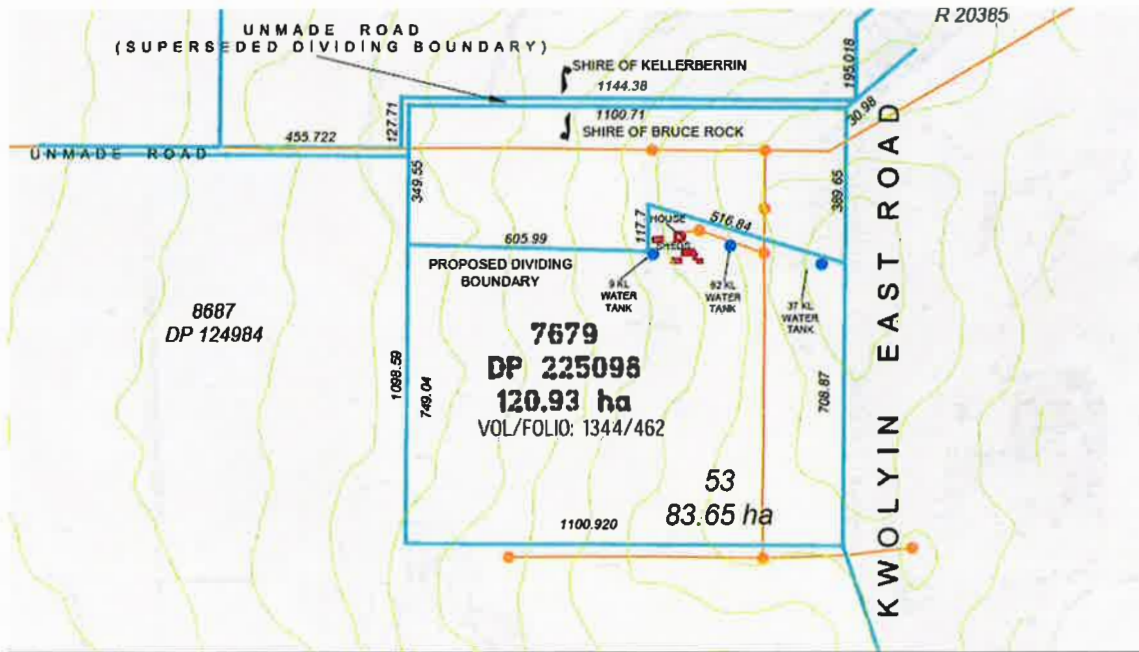 UNMADE ROAD
(SUPERSEDED DIVIDING BOUNDARY)
R 20385
SHIRE OF KELLERBERRIN
1144.38
195.018
127.71
1100.71
30.98
SHIRE OF BRUCE ROCK
455.722
UNMADE ROAD
349.55
389.65
117.7
516.84
HOUSE
SHEDS
605.99
PROPOSED DIVIDING
BOUNDARY
9 KL
WATER
TANK
92 KL
WATER
TANK
37 KL
WATER
TANK
8687
DP 124984
7679
DP 225098
120.93 ha
VOL/FOLIO: 1344/462
1098.59
749.04
708.87
KWOLYIN EAST ROAD
53
83.65 ha
1100.920